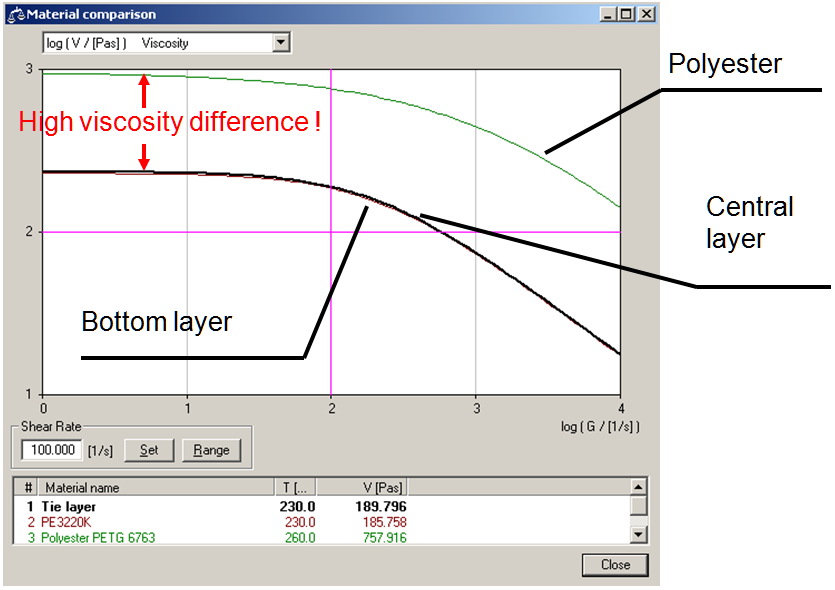 Material comparison
log ( V / [Pas] ) Viscosity
3
Polyester
High viscosity difference !
Central
layer
2
Bottom layer
1
0 1 2 3 4
log ( G / [1/s] )
Shear Rate
100.000 [1/s] Set Range
# Material name T [... V [Pas]
1 Tie layer 230.0 189.796
2 PE3220K 230.0 185.758
3 Polyester PETG 6763 260.0 757.916
Close